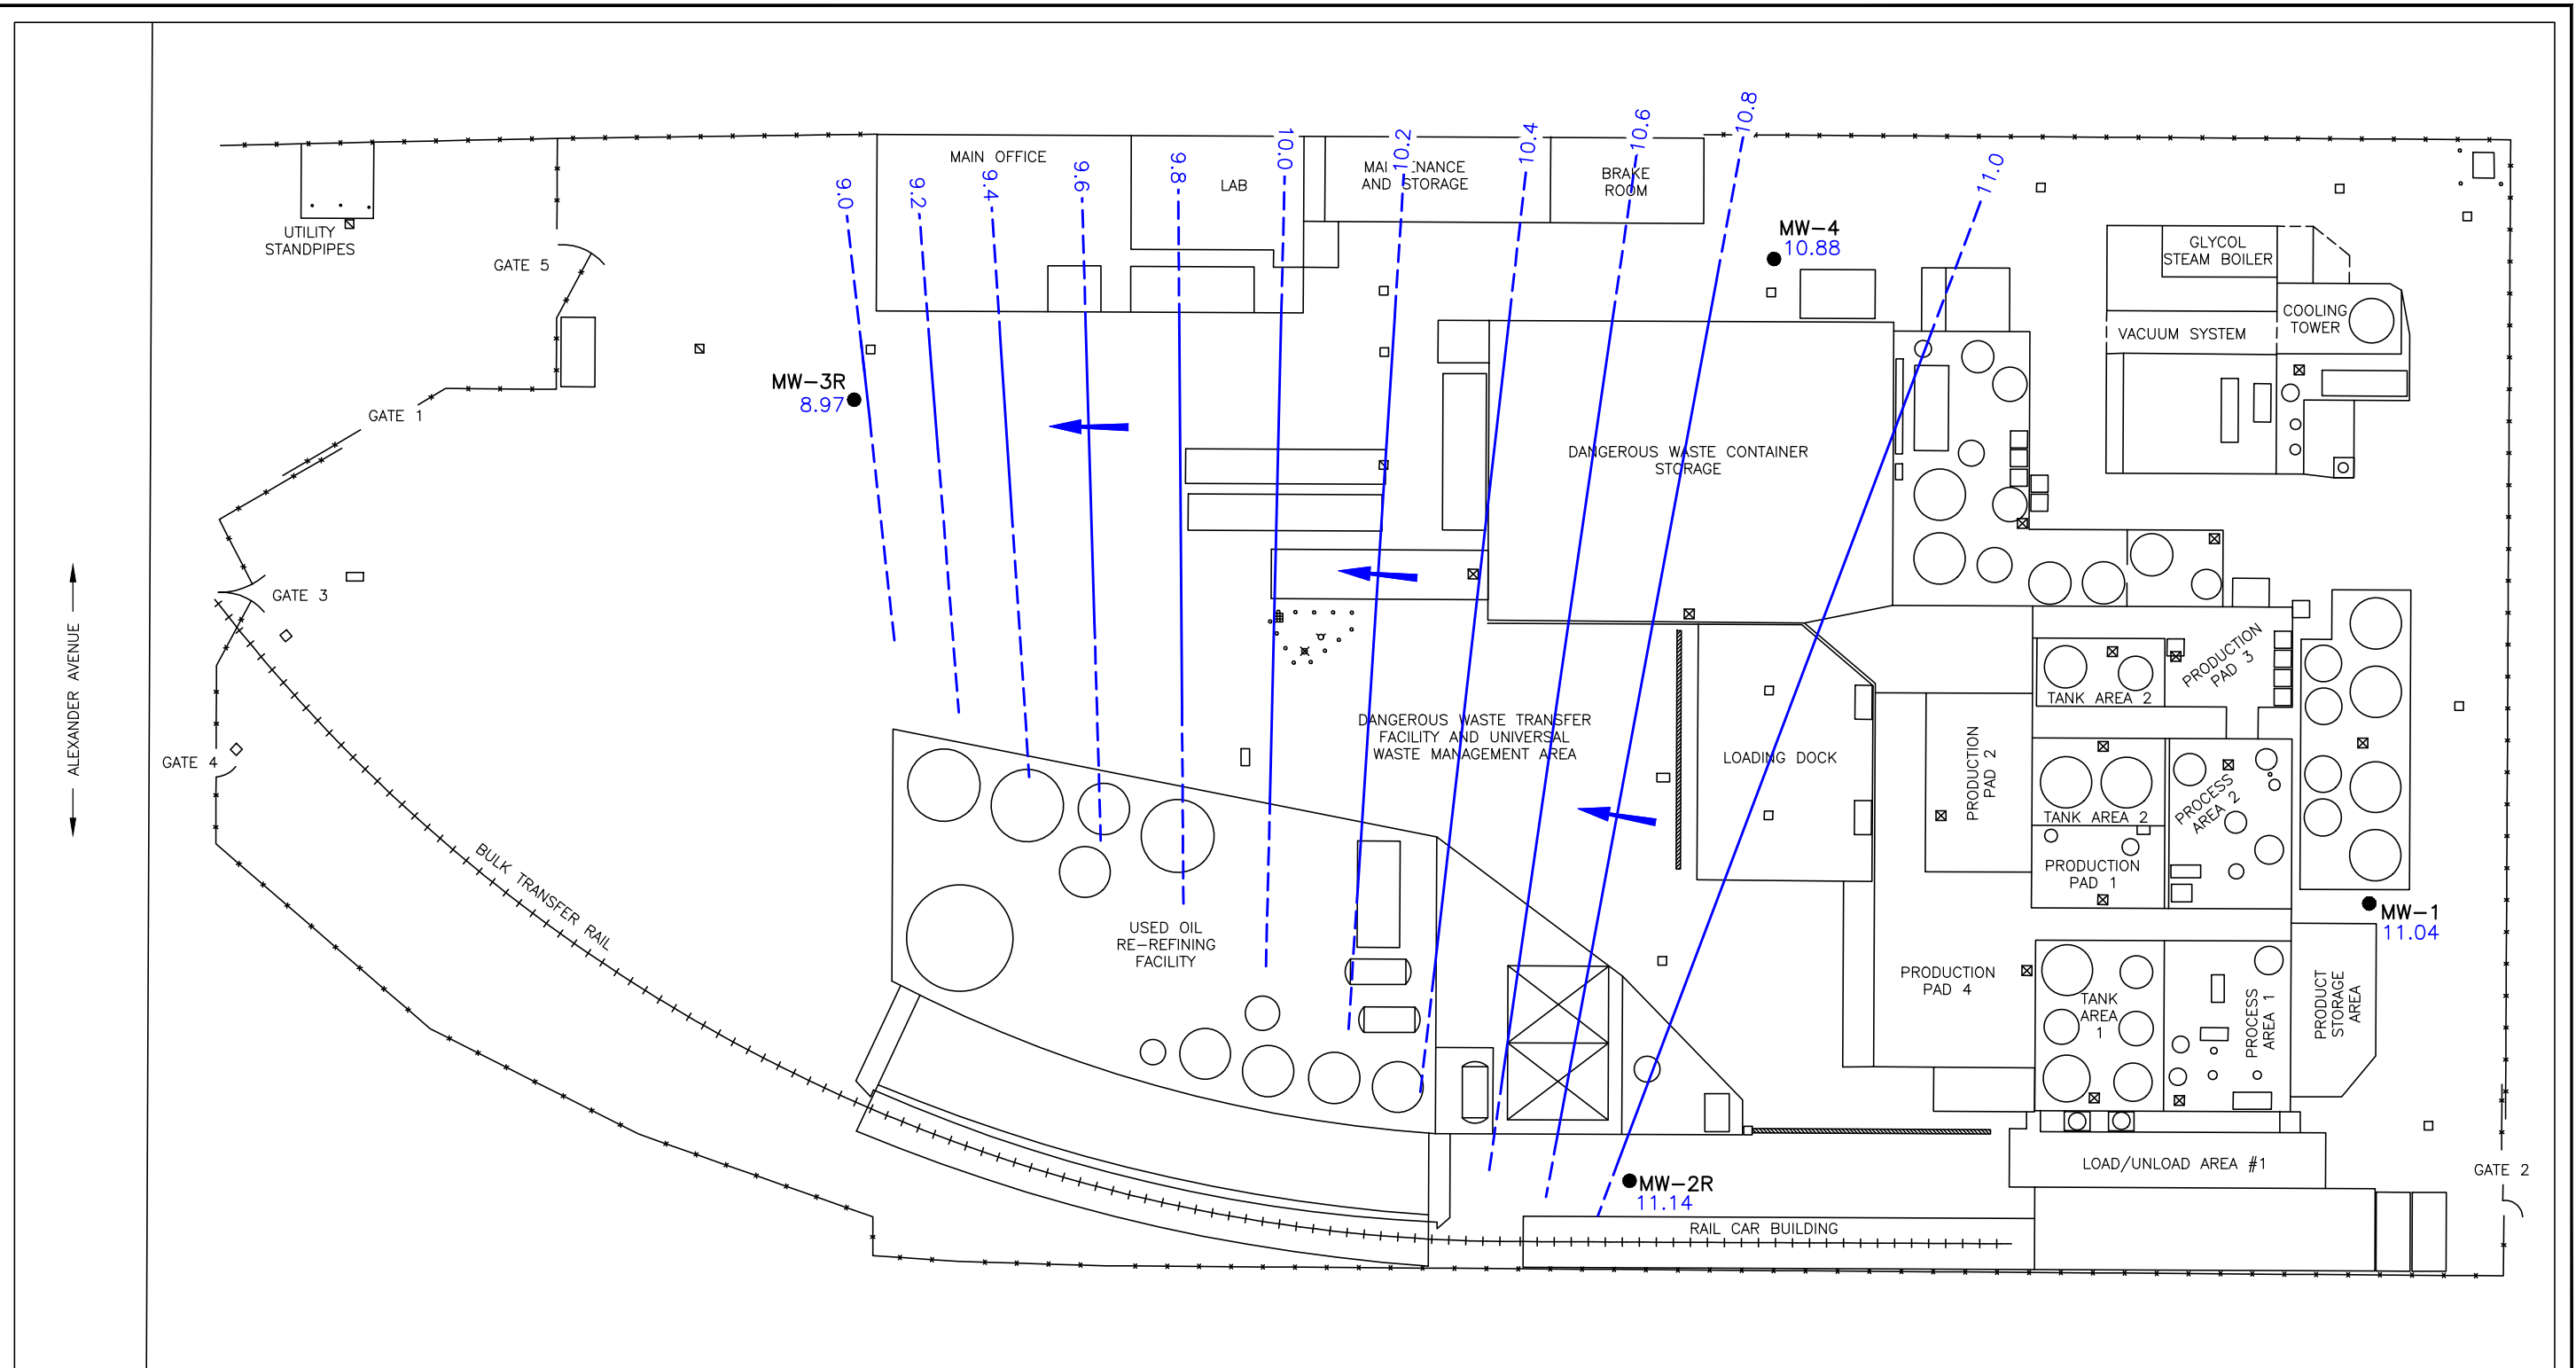 10.8
10.6
10.4
10.2
10.0
9.8
9.6
9.4
9.2
9.0
11.0
MAIN OFFICE
LAB
AND STORAGE
BRAKE
ROOM
UTILITY
STANDPIPES
GATE 5
MW-4
10.88
GLYCOL
STEAM BOILER
COOLING
TOWER
VACUUM SYSTEM
MW-3R
8.97
GATE 1
DANGEROUS WASTE CONTAINER
STORAGE
GATE 3
ALEXANDER AVENUE
GATE 4
DANGEROUS WASTE TRANSFER
FACILITY AND UNIVERSAL
WASTE MANAGEMENT AREA
LOADING DOCK
PRODUCTION
PAD 2
PRODUCTION
PAD 3
TANK AREA 2
TANK AREA 2
PROCESS
AREA 2
PRODUCTION
PAD 1
BULK TRANSFER RAIL
USED OIL
RE-REFINING
FACILITY
MW-1
11.04
PRODUCTION
PAD 4
TANK
AREA
1
PROCESS
AREA 1
PRODUCT
STORAGE
AREA
LOAD/UNLOAD AREA #1
GATE 2
MW-2R
11.14
RAIL CAR BUILDING